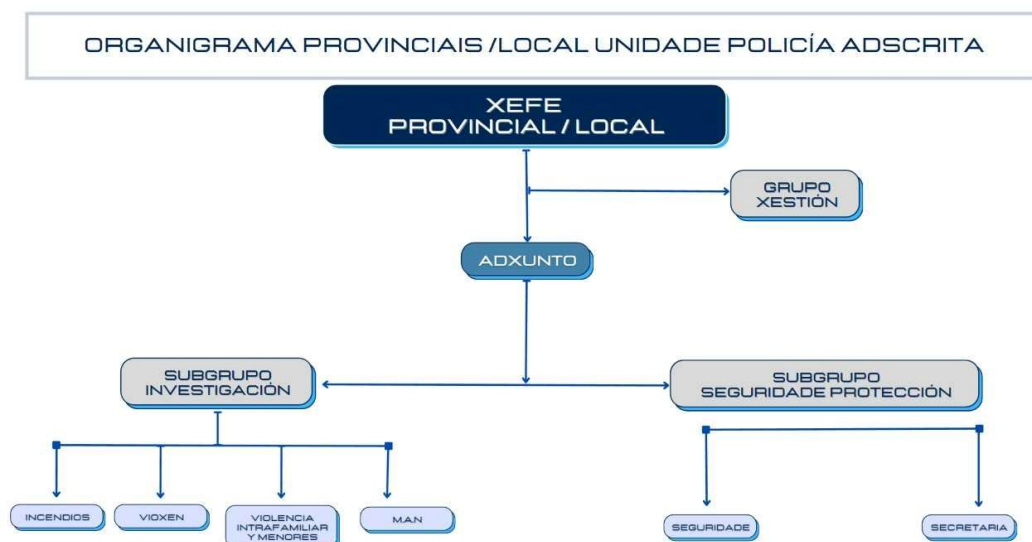 ORGANIGRAMA PROVINCIAIS /LOCAL UNIDADE POLICÍA ADSCRITA
XEFE
PROVINCIAL / LOCAL
GRUPO
XESTIÓN
ADXUNTO
SUBGRUPO
INVESTIGACIÓN
SUBGRUPO
SEGURIDADE PROTECCIÓN
INCENDIOS
VIOXEN
VIOLENCIA
INTRAFAMILIAR
Y MENORES
M.A.N
SEGURIDADE
SECRETARIA